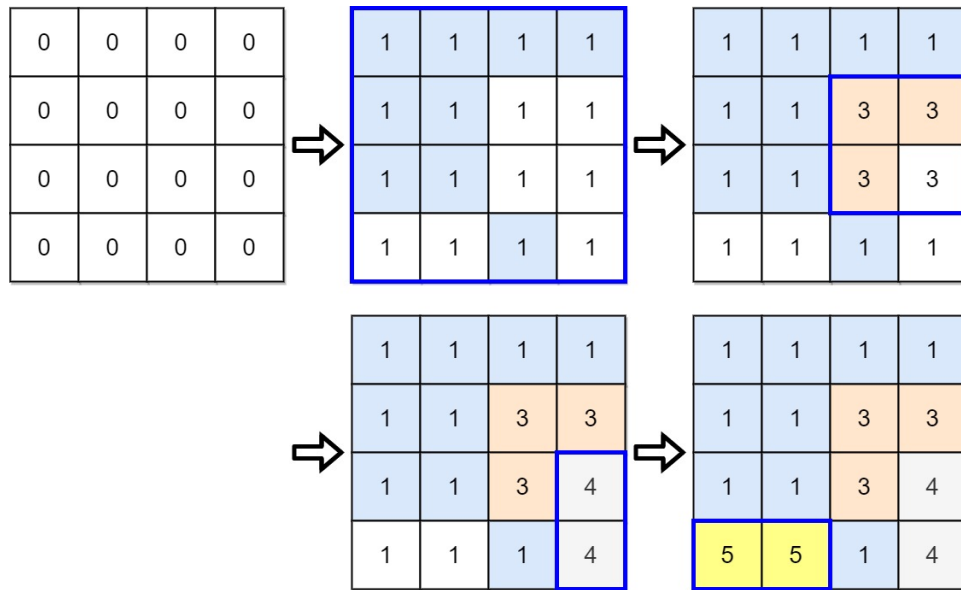 0 0 0 0 1 1 1 1 1 1 1 1
0 0 0 0 1 1 1 1 1 1 3 3
0 0 0 0 1 1 1 1 1 1 3 3
0 0 0 0 1 1 1 1 1 1 1 1
1 1 1 1 1 1 1 1
1 1 3 3 1 1 3 3
1 1 3 4 1 1 3 4
1 1 1 4 5 5 1 4